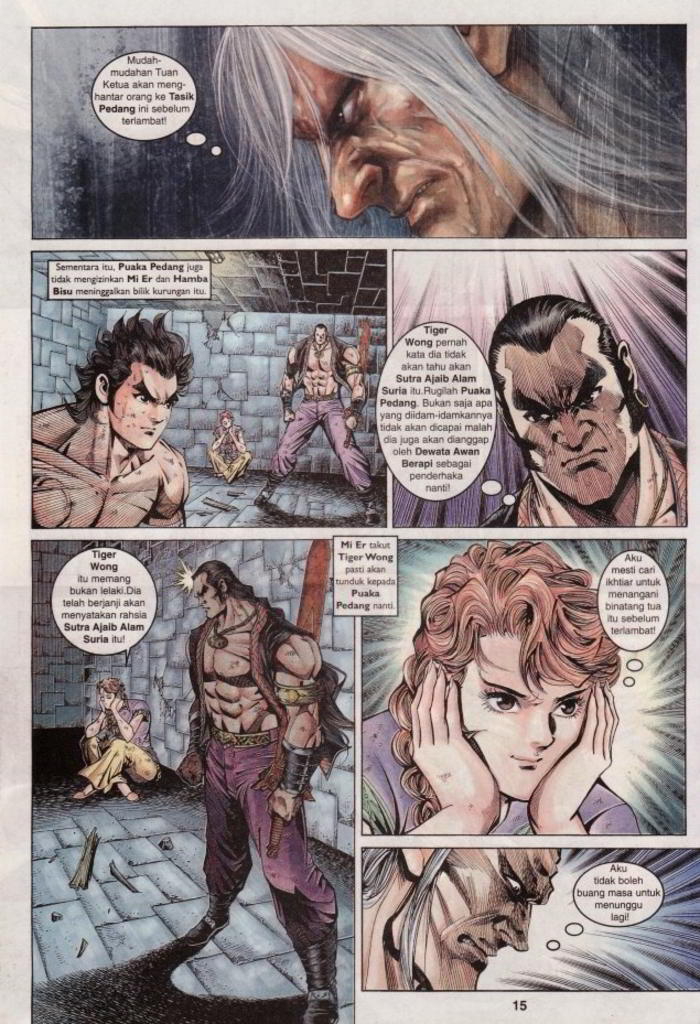 Mudah-
mudahan Tuan
Ketua akan meng-
hantar orang ke Tasik
Pedang ini sebelum
terlambat!
Sementara itu, Puaka Pedang juga
tidak mengizinkan Mi Er dan Hamba
Bisu meninggalkan bilik kurungan itu.
Tiger
Wong pernah
kata dia tidak
akan tahu akan
Sutra Ajaib Alam
Suria itu.Rugilah Puaka
Pedang. Bukan saja apa
yang diidam-idamkannya
tidak akan dicapai malah
dia juga akan dianggap
oleh Dewata Awan
Berapi sebagai
penderhaka
nanti!
Tiger
Wong
itu memang
bukan lelaki.Dia
telah berjanji akan
menyatakan rahsia
Sutra Ajaib Alam
Suria itu!
Mi Er takut
Tiger Wong
pasti akan
tunduk kepada
Puaka
Pedang nanti.
Aku
mesti cari
ikhtiar untuk
menangani
binatang tua
itu sebelum
terlambat!
Aku
tidak boleh
buang masa untuk
menunggu
lagi!
15